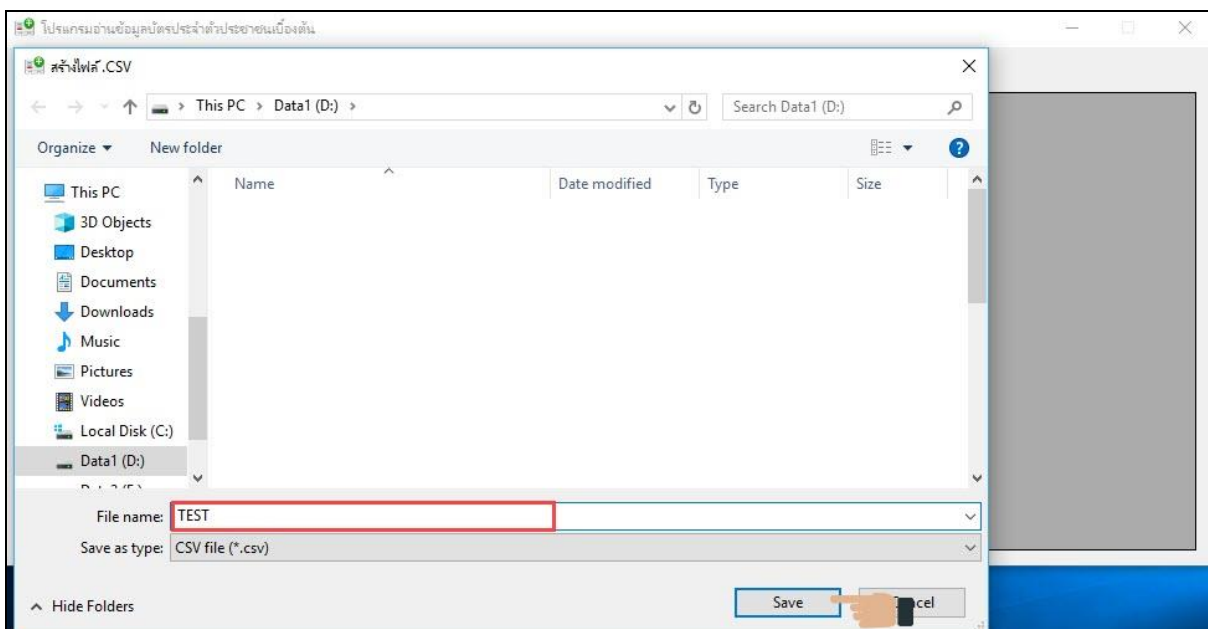 โปรแกรมอ่านข้อมูลบัตรประจำตัวประชาชนเบื้องต้น
สร้างไฟล์ .CSV
This PC > Data1 (D:) >
Search Data1 (D:)
Organize
New folder
Name
Date modified
Type
Size
This PC
3D Objects
Desktop
Documents
Downloads
Music
Pictures
Videos
Local Disk (C:)
Data1 (D:)
File name: TEST
Save as type: CSV file (*.csv)
Hide Folders
Save